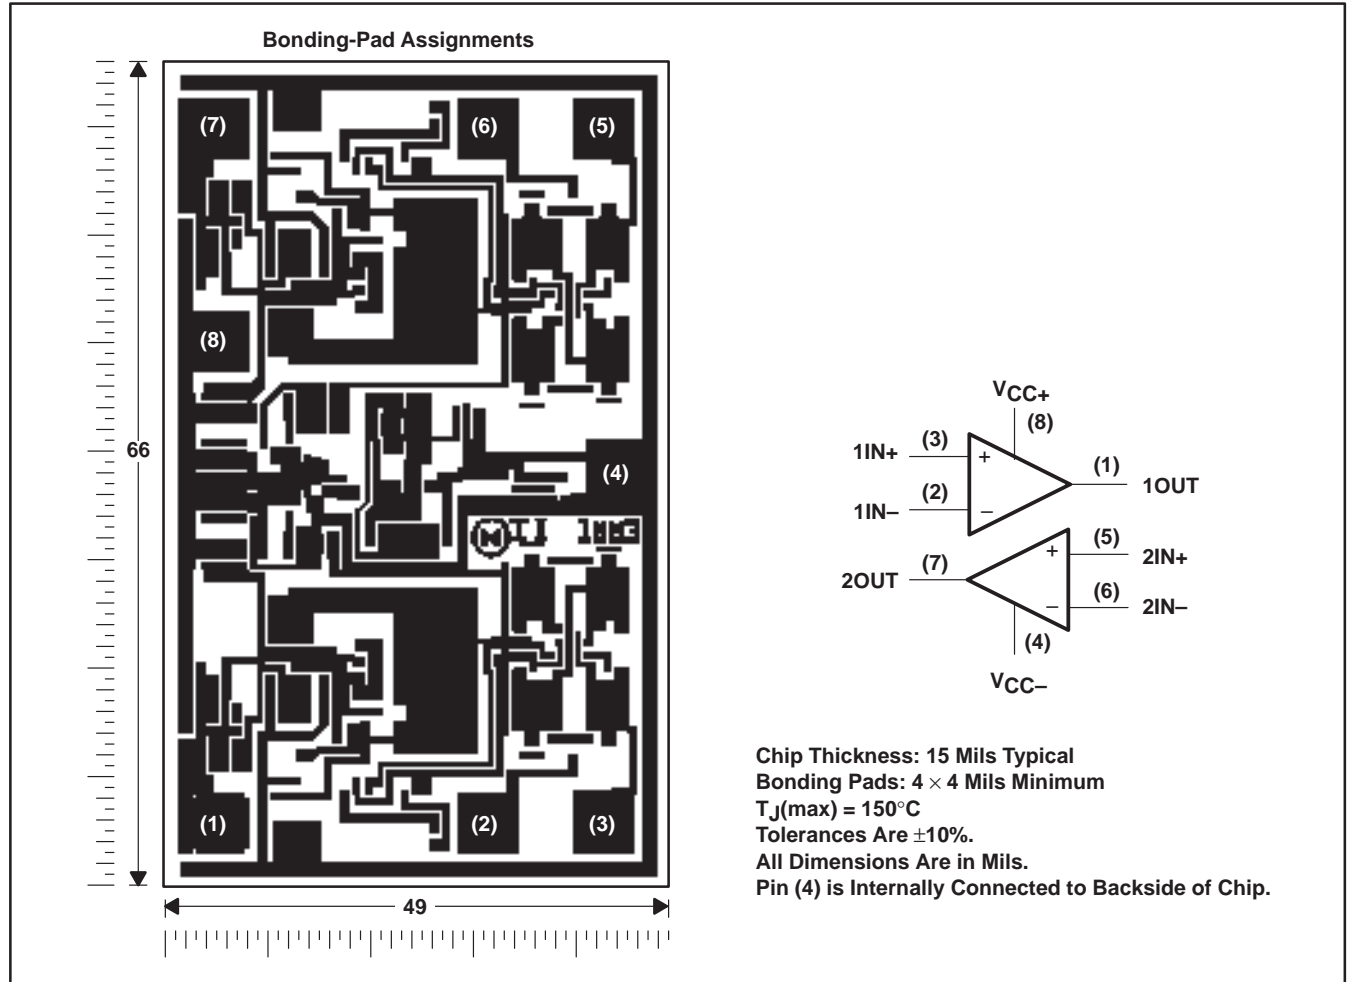 Bonding-Pad Assignments
(7)
(6)
(5)
(8)
66
(4)
(1)
(2)
(3)
49
VCC+
(8)
1IN+
(3)
+
(1)
1OUT
1IN–
(2)
–
(5)
2IN+
+
2OUT
(7)
(6)
2IN–
–
(4)
VCC–
Chip Thickness: 15 Mils Typical
Bonding Pads: 4 × 4 Mils Minimum
TJ(max) = 150°C
Tolerances Are ±10%.
All Dimensions Are in Mils.
Pin (4) is Internally Connected to Backside of Chip.